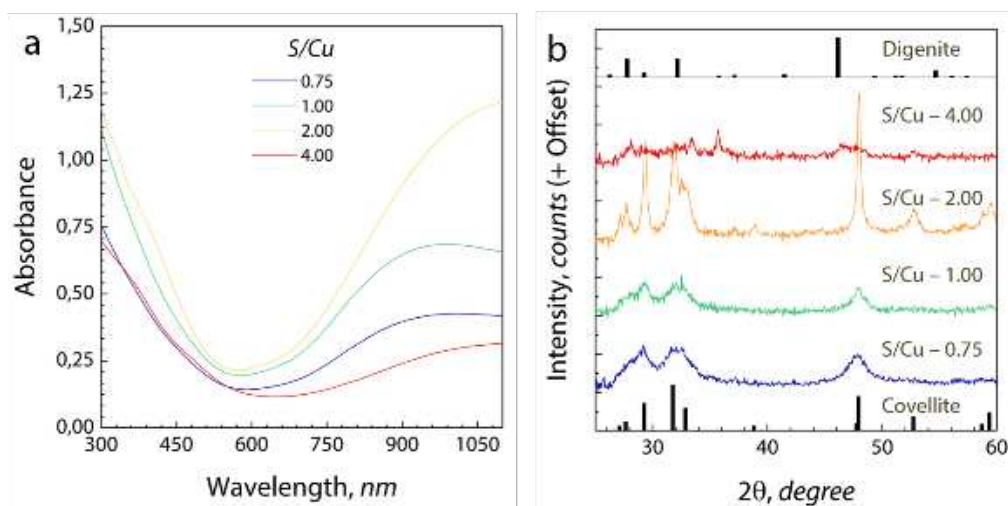 a
S/Cu
0.75
1.00
2.00
4.00
1,50
1,25
1,00
0,75
0,50
0,25
0,00
300
450
600
750
900
1050
Absorbance
Wavelength, nm
b
Digenite
S/Cu – 4.00
S/Cu – 2.00
S/Cu – 1.00
S/Cu – 0.75
Covellite
Intensity, counts (+ Offset)
30
40
50
60
2θ, degree